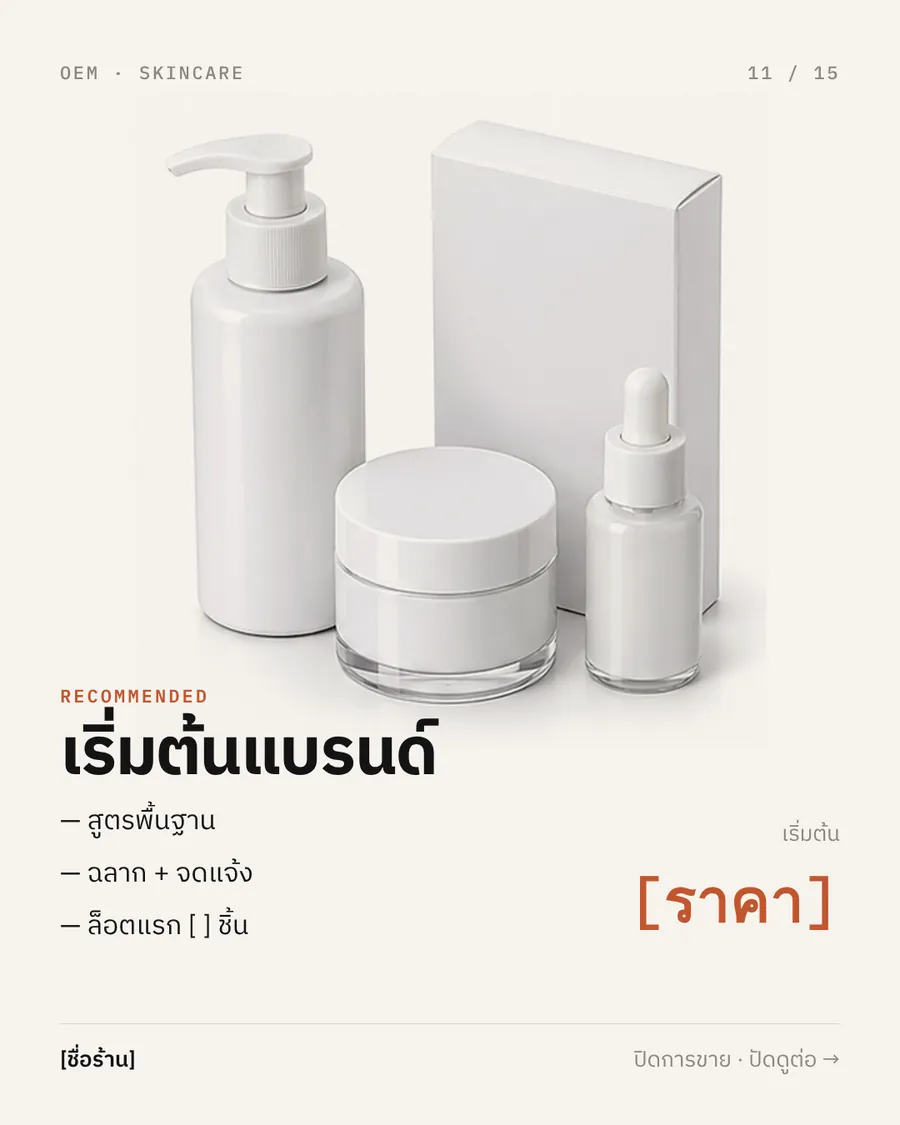 OEM · SKINCARE
11 / 15
RECOMMENDED
เริ่มต้นแบรนด์
— สูตรพื้นฐาน
— ฉลาก + จดแจ้ง
— ล็อตแรก [ ] ชิ้น
เริ่มต้น
[ราคา]
[ชื่อร้าน]
ปิดการขาย · ปัดดูต่อ →